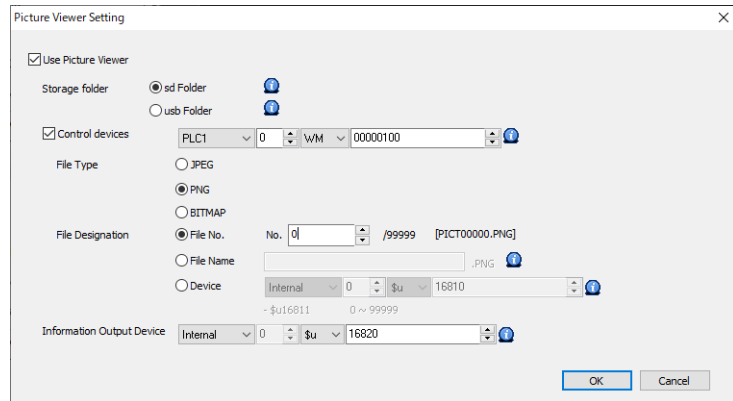 Picture Viewer Setting
Use Picture Viewer
Storage folder sd Folder
usb Folder
Control devices PLC1 0 WM 00000100
File Type JPEG
PNG
BITMAP
File Designation File No. No. 0 /99999 [PICT00000.PNG]
File Name .PNG
Device Internal 0 $u 16810
- $u16811 0 ~ 99999
Information Output Device Internal 0 $u 16820
OK Cancel